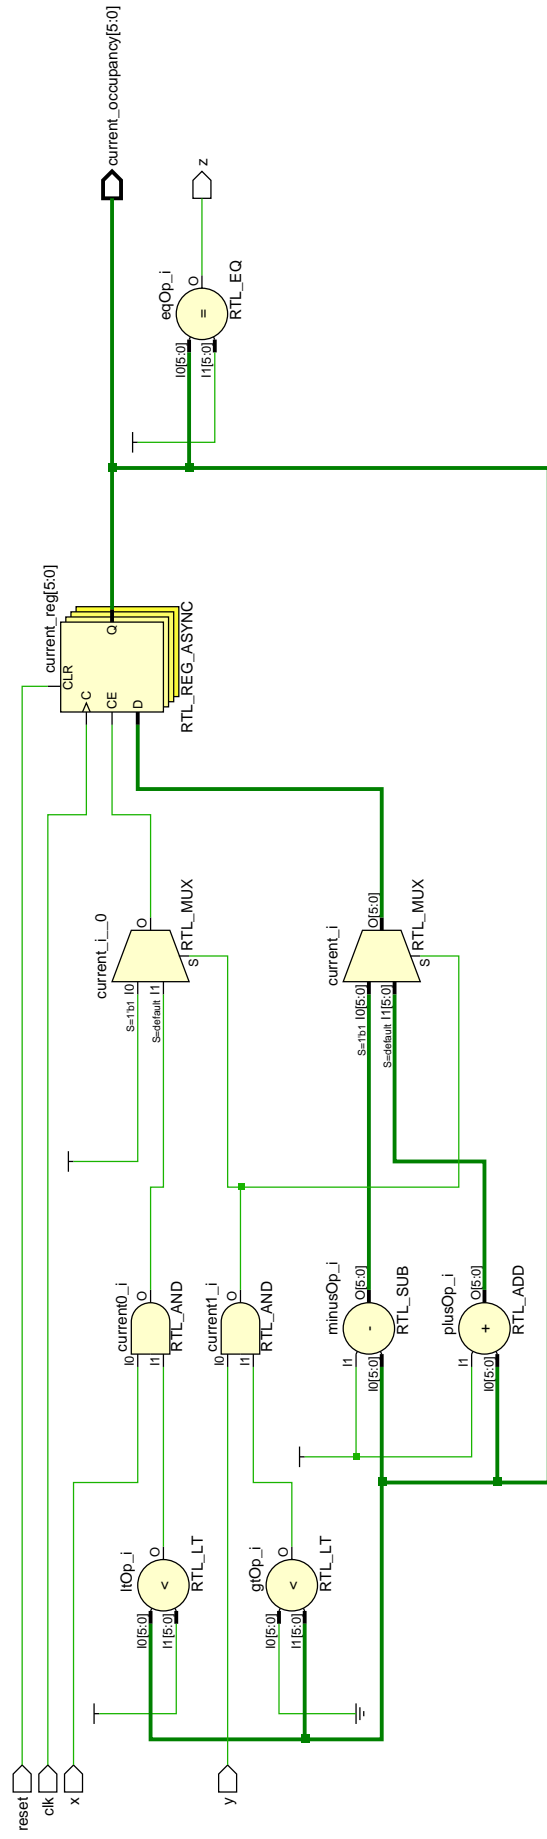 reset
clk
x
y
ltOp_i
I0[5:0]
I1[5:0]
<
O
RTL_LT
gtOp_i
I0[5:0]
I1[5:0]
<
O
RTL_LT
current0_i
I0
I1
O
RTL_AND
current1_i
I0
I1
O
RTL_AND
minusOp_i
I1
I0[5:0]
-
O[5:0]
RTL_SUB
plusOp_i
I1
I0[5:0]
+
O[5:0]
RTL_ADD
current_i__0
S=1'b1 I0
S=default I1
O
S
RTL_MUX
current_i
S=1'b1 I0[5:0]
S=default I1[5:0]
O[5:0]
S
RTL_MUX
current_reg[5:0]
CLR
C
CE
D
Q
RTL_REG_ASYNC
eqOp_i
I0[5:0]
I1[5:0]
=
O
RTL_EQ
current_occupancy[5:0]
z